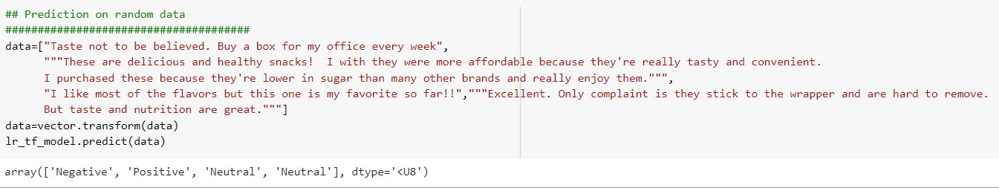 ## Prediction on random data
######################################
data=["Taste not to be believed. Buy a box for my office every week",
"""These are delicious and healthy snacks!  I with they were more affordable because they're really tasty and convenient.
I purchased these because they're lower in sugar than many other brands and really enjoy them.""",
"I like most of the flavors but this one is my favorite so far!!","""Excellent. Only complaint is they stick to the wrapper and are hard to remove.
But taste and nutrition are great."""]
data=vector.transform(data)
lr_tf_model.predict(data)
array(['Negative', 'Positive', 'Neutral', 'Neutral'], dtype='<U8')